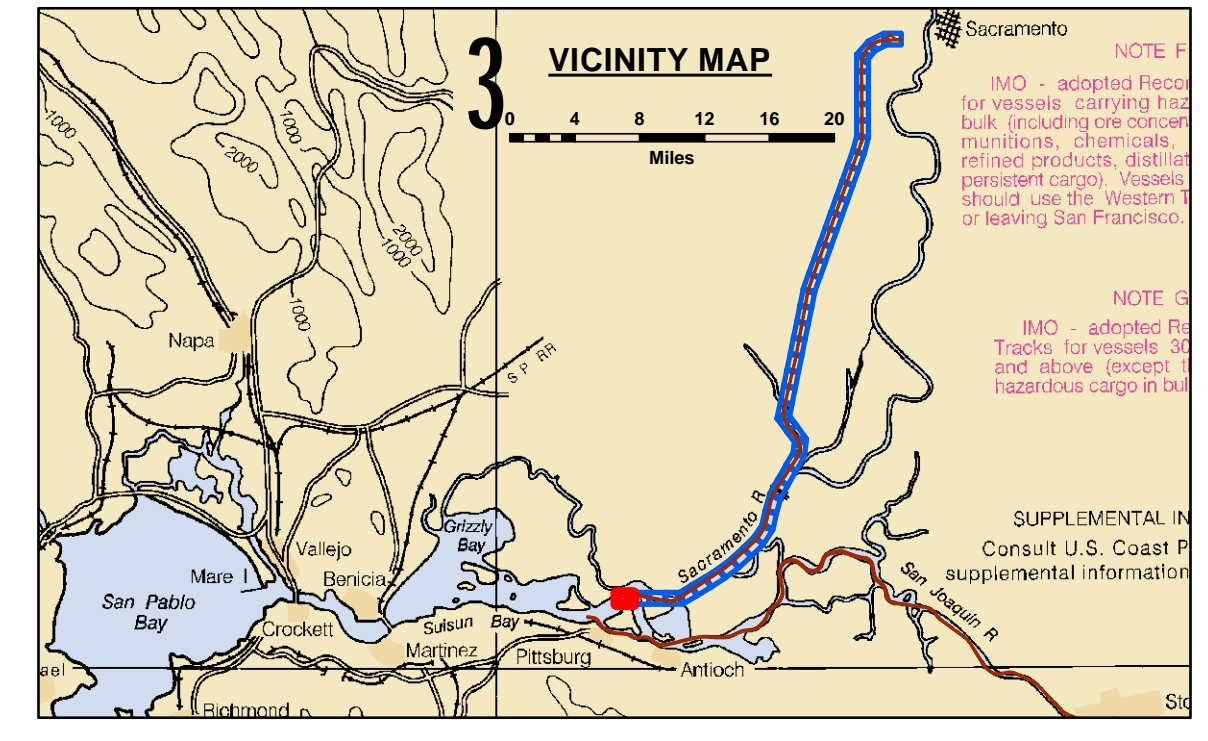 3
VICINITY MAP
0 4 8 12 16 20
Miles
Sacramento
NOTE F
IMO - adopted Recor
for vessels carrying haz
bulk (including ore concen
munitions, chemicals,
refined products, distillat
persistent cargo). Vessels
should use the Western T
or leaving San Francisco.
1000
2000
1000
2000
1000
1000
NOTE G
IMO - adopted Re
Tracks for vessels 30
and above (except t
hazardous cargo in bul
Napa
S P RR
Sacramento R
Grizzly
Bay
SUPPLEMENTAL IN
Consult U.S. Coast P
supplemental information
San Joaquin R
Vallejo
Mare I
Benicia
San Pablo
Bay
Crockett
Suisun Bay
Martinez
Pittsburg
Antioch
ael
Richmond
Sto